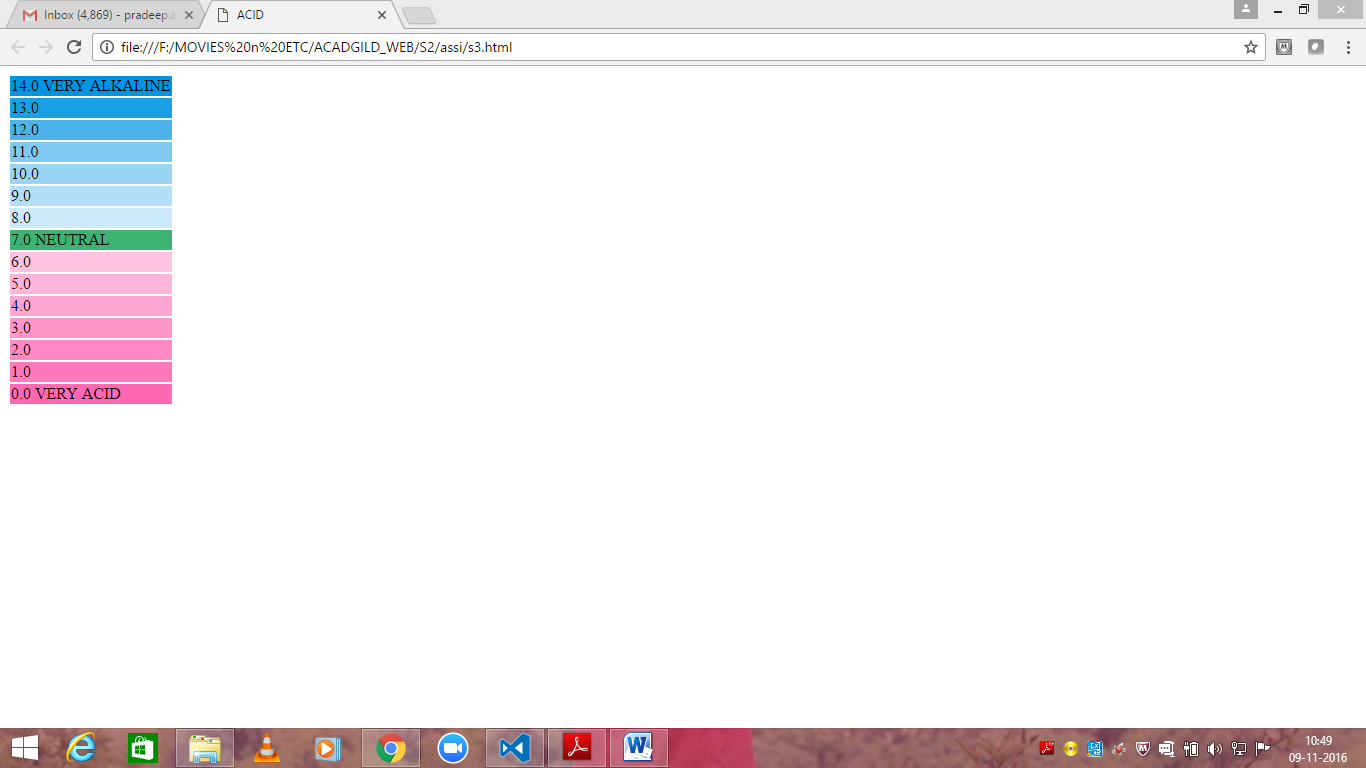 Inbox (4,869) - pradeep.a
ACID
file:///F:/MOVIES%20n%20ETC/ACADGILD_WEB/S2/assi/s3.html
14.0 VERY ALKALINE
13.0
12.0
11.0
10.0
9.0
8.0
7.0 NEUTRAL
6.0
5.0
4.0
3.0
2.0
1.0
0.0 VERY ACID
10:49
09-11-2016